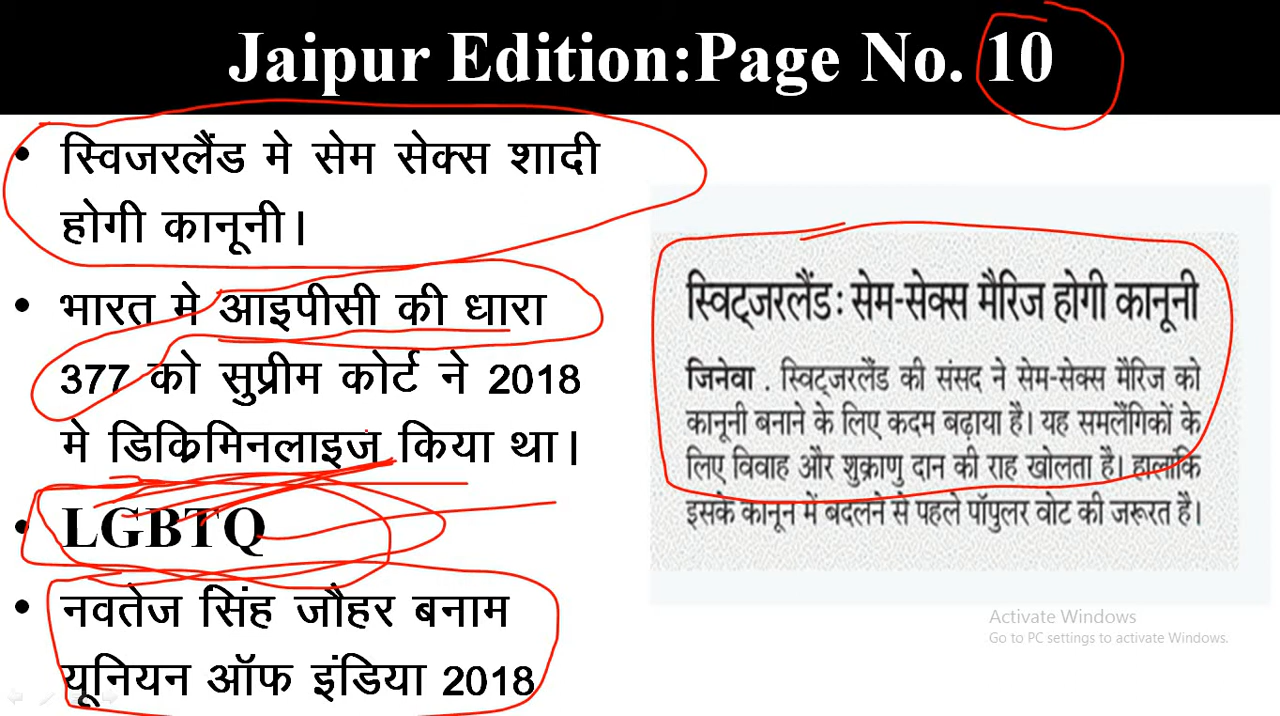 Jaipur Edition:Page No. 10
• स्विजरलैंड मे सेम सेक्स शादी
होगी कानूनी।
• भारत मे आइपीसी की धारा
377 को सुप्रीम कोर्ट ने 2018
मे डिक्रिमिनलाइज किया था।
• LGBTQ
• नवतेज सिंह जौहर बनाम
यूनियन ऑफ इंडिया 2018
स्विट्जरलैंड: सेम-सेक्स मैरिज होगी कानूनी
जिनेवा . स्विट्जरलैंड की संसद ने सेम-सेक्स मैरिज को
कानूनी बनाने के लिए कदम बढ़ाया है। यह समलैंगिकों के
लिए विवाह और शुक्राणु दान की राह खोलता है। हालांकि
इसके कानून में बदलने से पहले पॉपुलर वोट की जरूरत है।
Activate Windows
Go to PC settings to activate Windows.